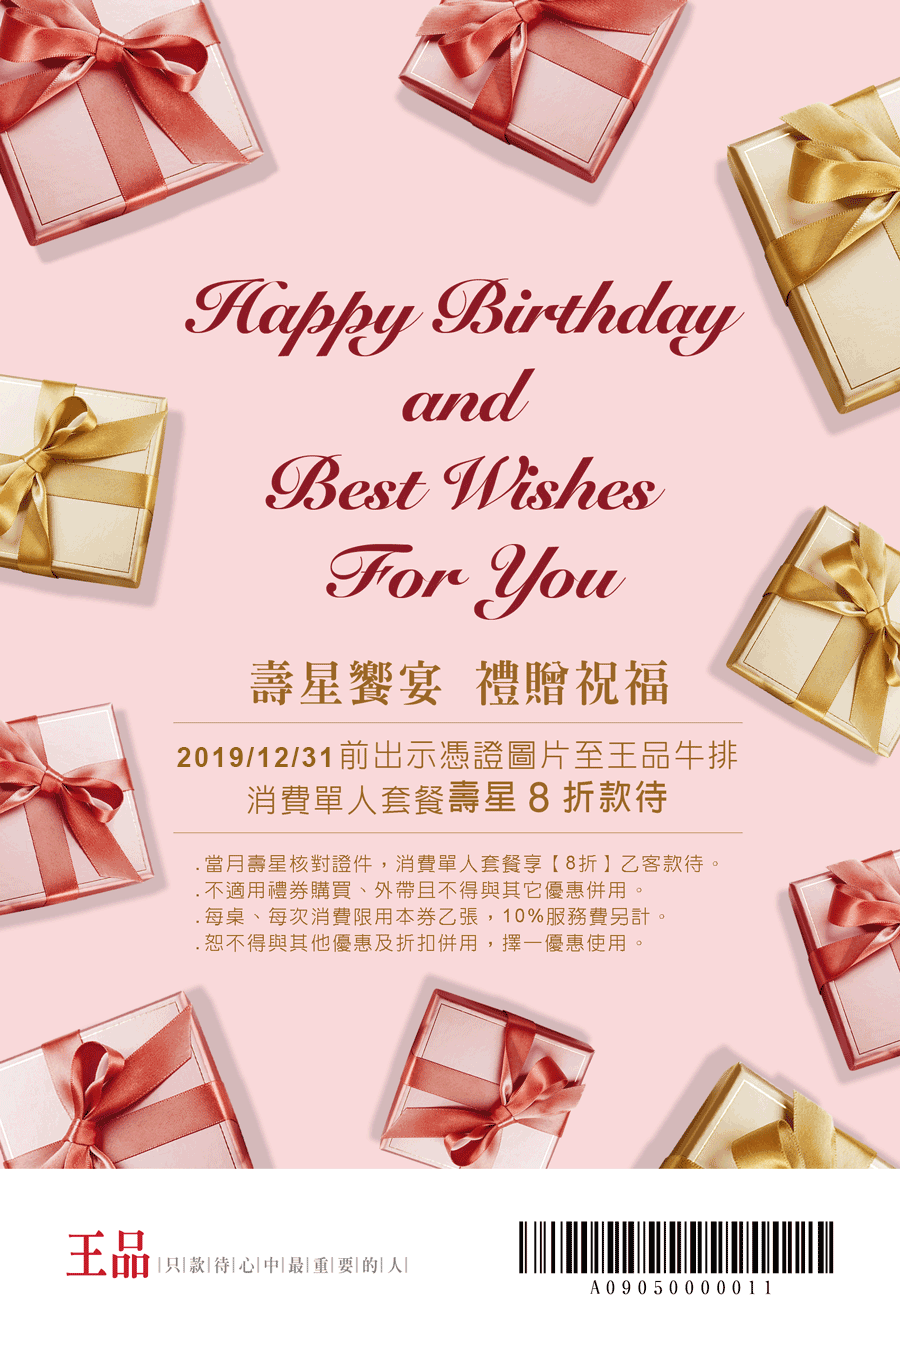 Happy Birthday
and
Best Wishes
For You
壽星饗宴 禮贈祝福
2019/12/31前出示憑證圖片至王品牛排
消費單人套餐壽星 8 折款待
.當月壽星核對證件，消費單人套餐享【8折】乙客款待。
.不適用禮券購買、外帶且不得與其它優惠併用。
.每桌、每次消費限用本券乙張，10%服務費另計。
.恕不得與其他優惠及折扣併用，擇一優惠使用。
王品 |只|款|待|心|中|最|重|要|的|人|
A09050000011